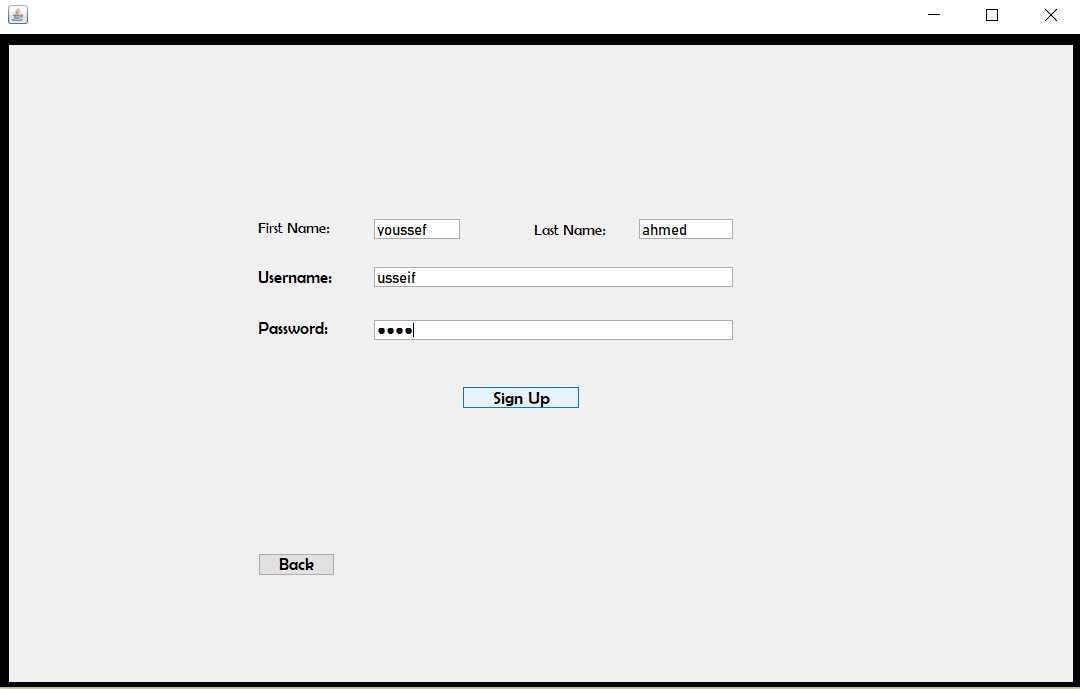 First Name: youssef Last Name: ahmed
Username: usseif
Password: ●●●●
Sign Up
Back